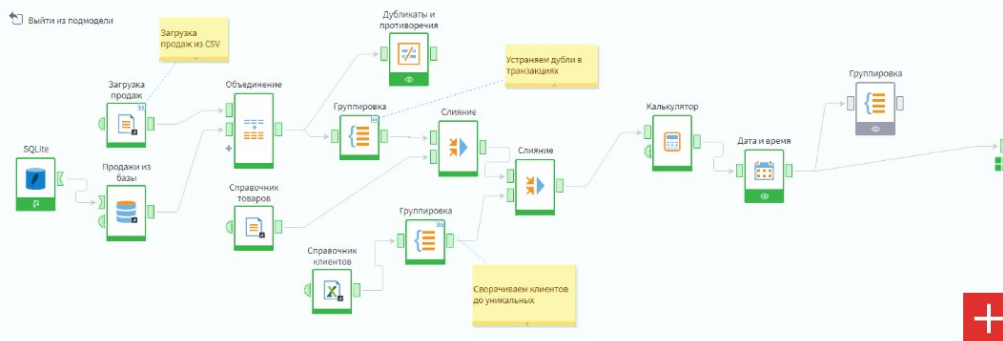 Выйти из подмодели
Загрузка
продаж из CSV
Дубликаты и
противоречия
Устраняем дубли в
транзакциях
Загрузка
продаж
Объединение
Группировка
Слияние
Калькулятор
Группировка
SQLite
Продажи из
базы
Слияние
Дата и время
Справочник
товаров
Группировка
Справочник
клиентов
Сворачиваем клиентов
до уникальных